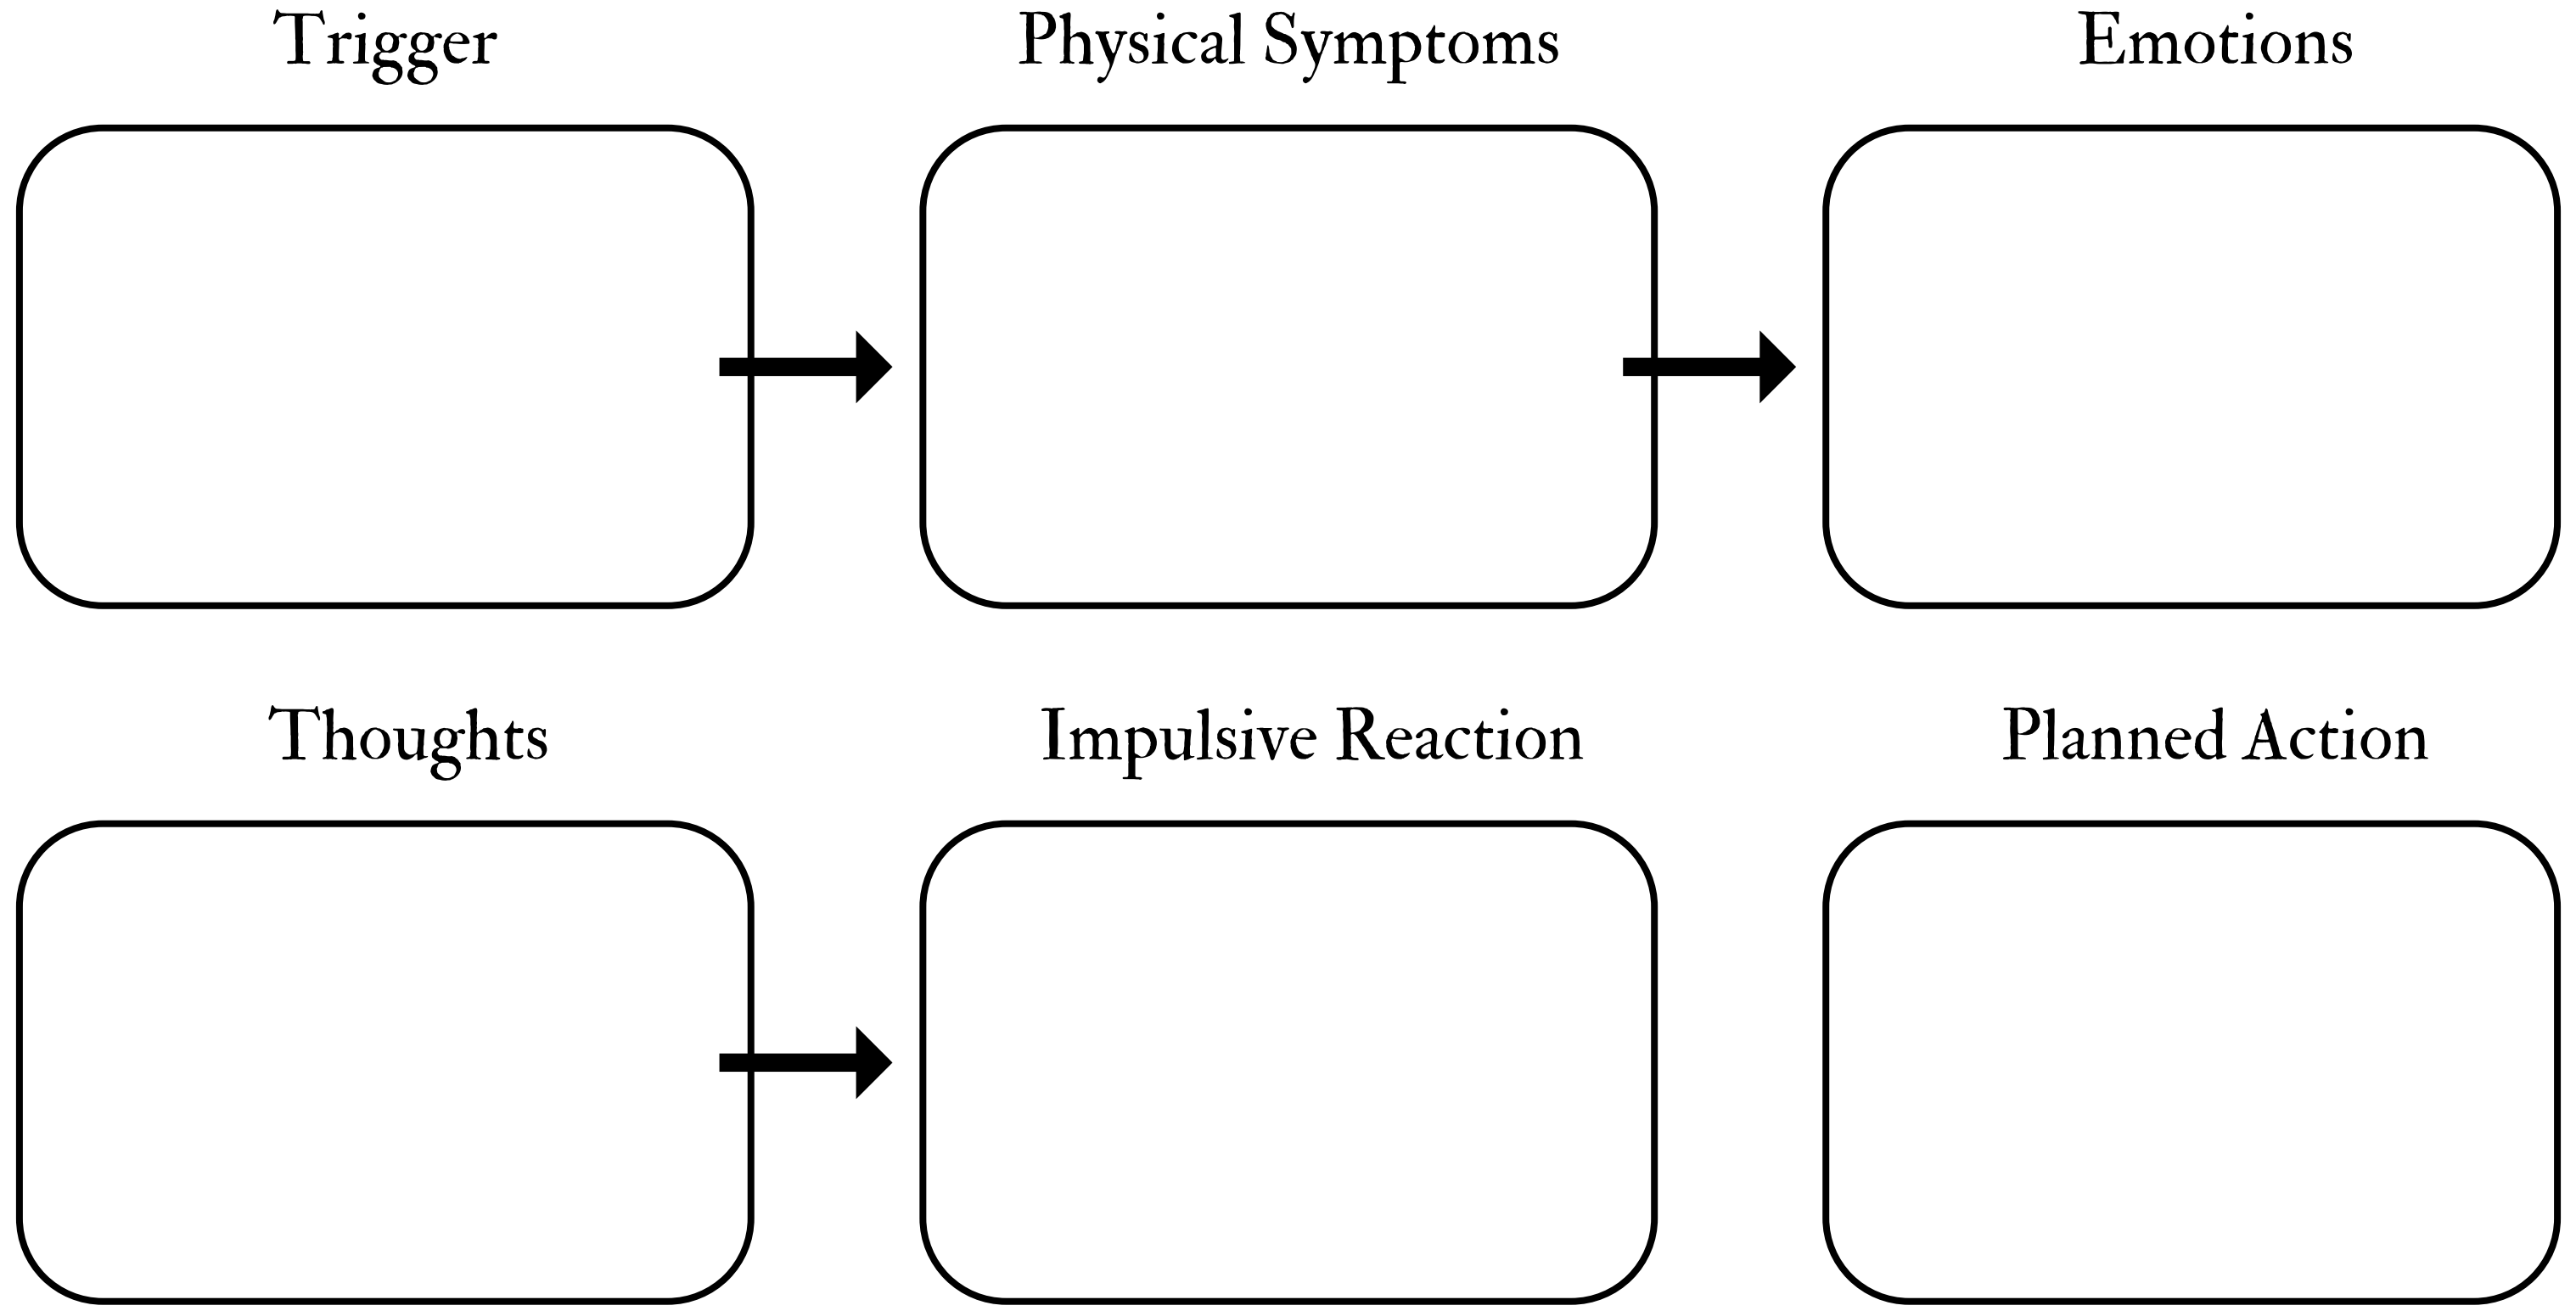 Trigger
Physical Symptoms
Emotions
Thoughts
Impulsive Reaction
Planned Action